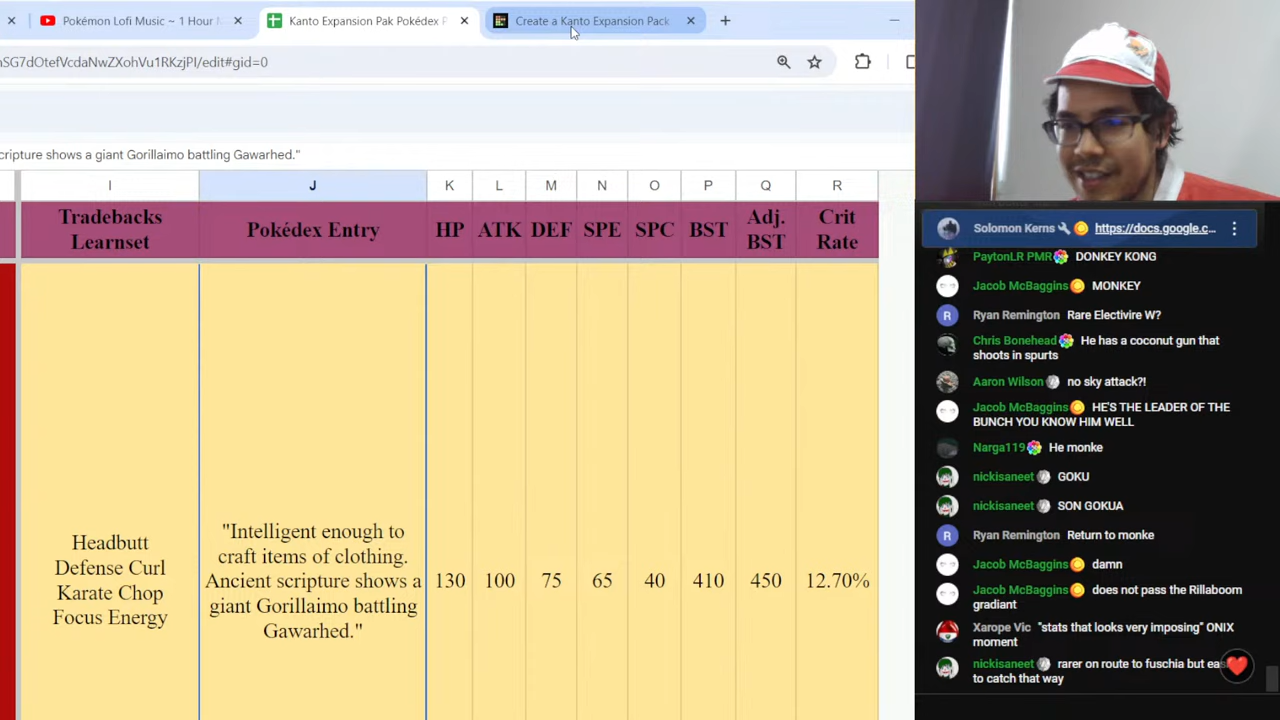 Pokémon Lofi Music ~ 1 Hour
Kanto Expansion Pak Pokédex
Create a Kanto Expansion Pack
SG7dOtefVcdaNwZXohVu1RKzjPI/edit#gid=0
cripture shows a giant Gorillaimo battling Gawarhed."
I J K L M N O P Q R
Tradebacks
Learnset
Pokédex Entry
HP ATK DEF SPE SPC BST
Adj.
BST
Crit
Rate
Headbutt
Defense Curl
Karate Chop
Focus Energy
"Intelligent enough to
craft items of clothing.
Ancient scripture shows a
giant Gorillaimo battling
Gawarhed."
130 100 75 65 40 410 450 12.70%
Solomon Kerns https://docs.google.c...
PaytonLR PMR DONKEY KONG
Jacob McBaggins MONKEY
R Ryan Remington Rare Electivire W?
Chris Bonehead He has a coconut gun that
shoots in spurts
Aaron Wilson no sky attack?!
Jacob McBaggins HE'S THE LEADER OF THE
BUNCH YOU KNOW HIM WELL
Narga119 He monke
nickisaneet GOKU
nickisaneet SON GOKUA
R Ryan Remington Return to monke
Jacob McBaggins damn
Jacob McBaggins does not pass the Rillaboom
gradiant
Xarope Vic "stats that looks very imposing" ONIX
moment
nickisaneet rarer on route to fuschia but eas
to catch that way